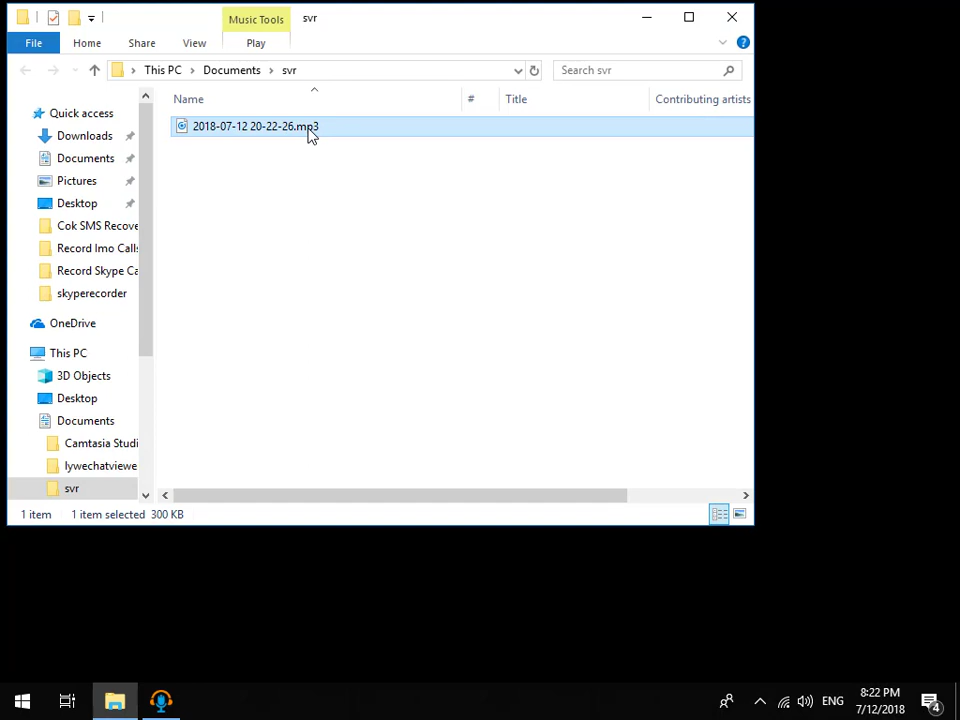 Music Tools svr
File Home Share View Play
This PC Documents svr
Search svr
Name # Title Contributing artists
2018-07-12 20-22-26.mp3
Quick access
Downloads
Documents
Pictures
Desktop
Cok SMS Recove
Record Imo Calls
Record Skype Ca
skyperecorder
OneDrive
This PC
3D Objects
Desktop
Documents
Camtasia Studi
lywechatviewe
svr
1 item 1 item selected 300 KB
ENG
8:22 PM
7/12/2018
4